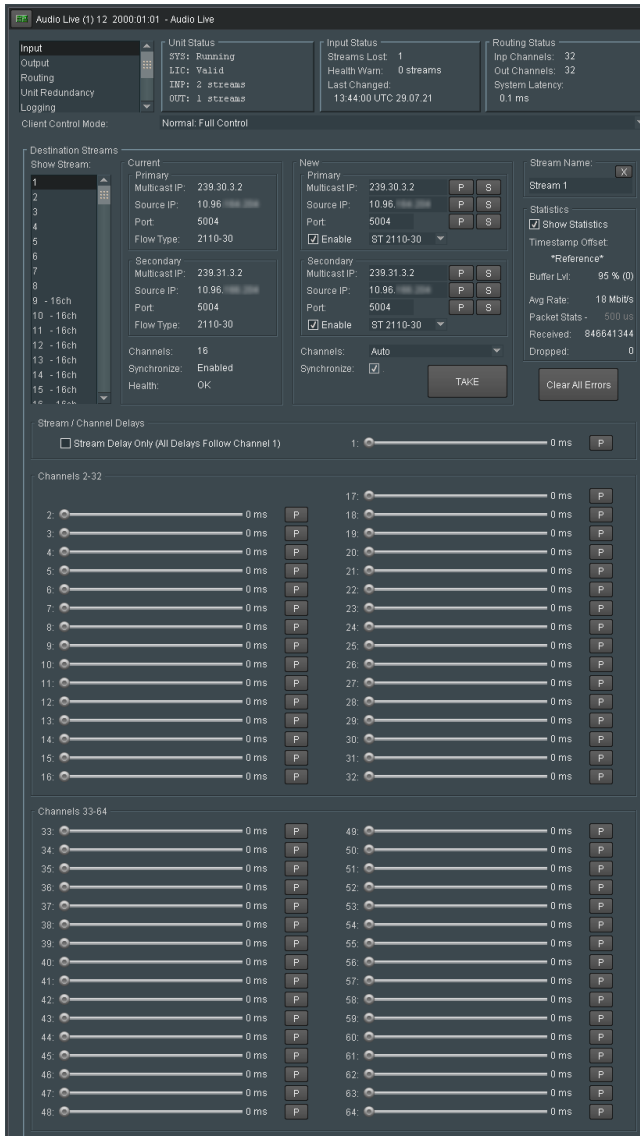 Audio Live (1) 12 2000:01:01 - Audio Live
Input
Output
Routing
Unit Redundancy
Logging
Unit Status
SYS: Running
LIC: Valid
INP: 2 streams
OUT: 1 streams
Input Status
Streams Lost: 1
Health Warn: 0 streams
Last Changed:
13:44:00 UTC 29.07.21
Routing Status
Inp Channels: 32
Out Channels: 32
System Latency:
0.1 ms
Client Control Mode: Normal: Full Control
Destination Streams
Show Stream:
1
2
3
4
5
6
7
8
9 - 16ch
10 - 16ch
11 - 16ch
12 - 16ch
13 - 16ch
14 - 16ch
15 - 16ch
Current
Primary
Multicast IP: 239.30.3.2
Source IP: 10.96.
Port: 5004
Flow Type: 2110-30
Secondary
Multicast IP: 239.31.3.2
Source IP: 10.96.
Port: 5004
Flow Type: 2110-30
Channels: 16
Synchronize: Enabled
Health: OK
New
Primary
Multicast IP: 239.30.3.2 P S
Source IP: 10.96. P S
Port: 5004 P S
Enable ST 2110-30
Secondary
Multicast IP: 239.31.3.2 P S
Source IP: 10.96. P S
Port: 5004 P S
Enable ST 2110-30
Channels: Auto
Synchronize:
TAKE
Stream Name:
X
Stream 1
Statistics
Show Statistics
Timestamp Offset:
*Reference*
Buffer Lvl: 95 % (0)
Avg Rate: 18 Mbit/s
Packet Stats - 500 us
Received: 846641344
Dropped: 0
Clear All Errors
Stream / Channel Delays
Stream Delay Only (All Delays Follow Channel 1)
1: 0 ms P
Channels 2-32
2: 0 ms P
3: 0 ms P
4: 0 ms P
5: 0 ms P
6: 0 ms P
7: 0 ms P
8: 0 ms P
9: 0 ms P
10: 0 ms P
11: 0 ms P
12: 0 ms P
13: 0 ms P
14: 0 ms P
15: 0 ms P
16: 0 ms P
17: 0 ms P
18: 0 ms P
19: 0 ms P
20: 0 ms P
21: 0 ms P
22: 0 ms P
23: 0 ms P
24: 0 ms P
25: 0 ms P
26: 0 ms P
27: 0 ms P
28: 0 ms P
29: 0 ms P
30: 0 ms P
31: 0 ms P
32: 0 ms P
Channels 33-64
33: 0 ms P
34: 0 ms P
35: 0 ms P
36: 0 ms P
37: 0 ms P
38: 0 ms P
39: 0 ms P
40: 0 ms P
41: 0 ms P
42: 0 ms P
43: 0 ms P
44: 0 ms P
45: 0 ms P
46: 0 ms P
47: 0 ms P
48: 0 ms P
49: 0 ms P
50: 0 ms P
51: 0 ms P
52: 0 ms P
53: 0 ms P
54: 0 ms P
55: 0 ms P
56: 0 ms P
57: 0 ms P
58: 0 ms P
59: 0 ms P
60: 0 ms P
61: 0 ms P
62: 0 ms P
63: 0 ms P
64: 0 ms P